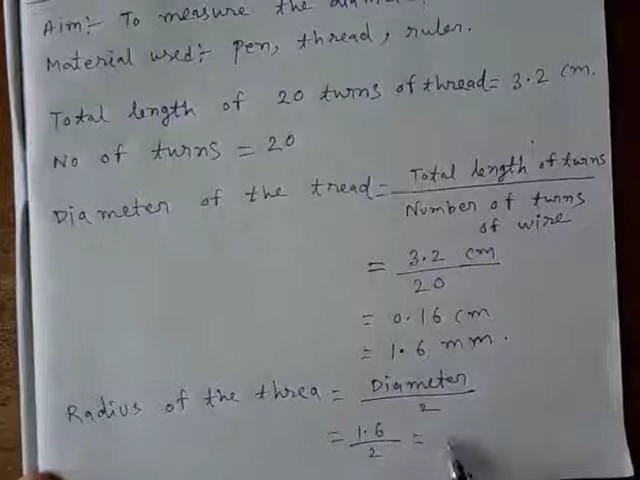 Aim:- To measure the
Material used:- pen, thread, ruler.
Total length of 20 turns of thread = 3.2 cm.
No of turns = 20
Diameter of the tread = Total length of turns
Number of turns
of wire
= 3.2 cm
20
= 0.16 cm
= 1.6 mm.
Radius of the threa = Diameter
2
= 1.6
2 =